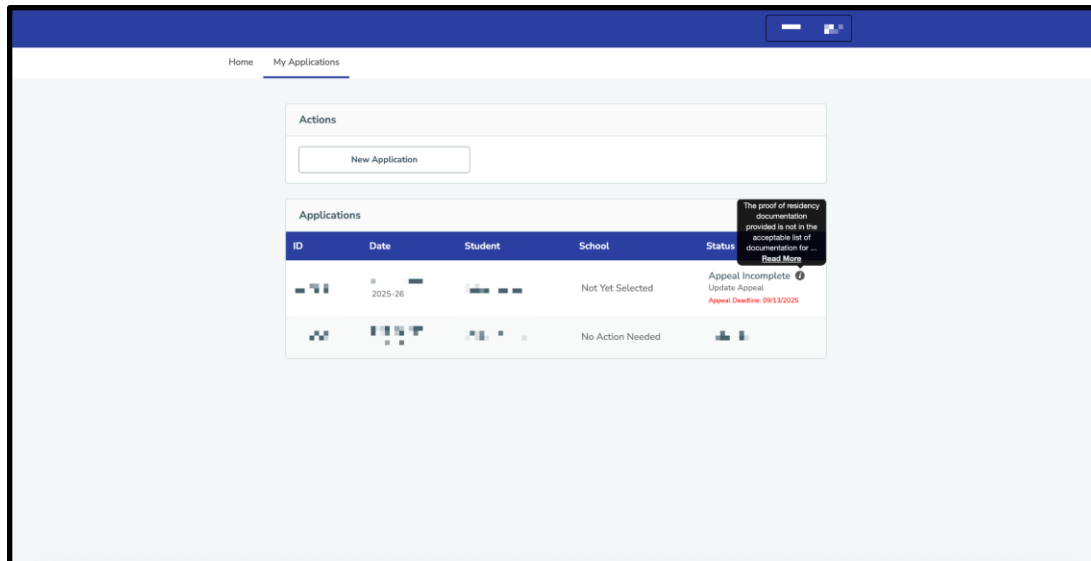 Home My Applications
Actions
New Application
Applications
The proof of residency
documentation
provided is not in the
acceptable list of
documentation for ...
Read More
ID Date Student School Status
2025-26 Not Yet Selected Appeal Incomplete
Update Appeal
Appeal Deadline: 09/13/2025
No Action Needed